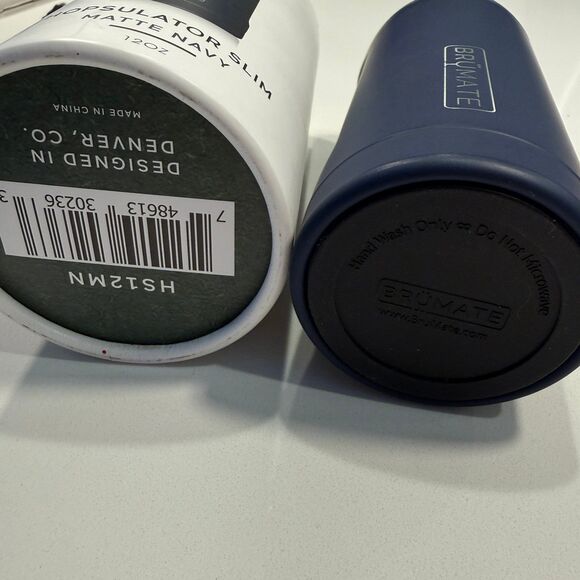 HOPSULATOR SLIM
MATTE NAVY
12OZ
MADE IN CHINA
DESIGNED IN
DENVER, CO.
7 48613 30236 3
HS12MN
BRÜMATE
Hand Wash Only Do Not Microwave
BRÜMATE
www.BruMate.com